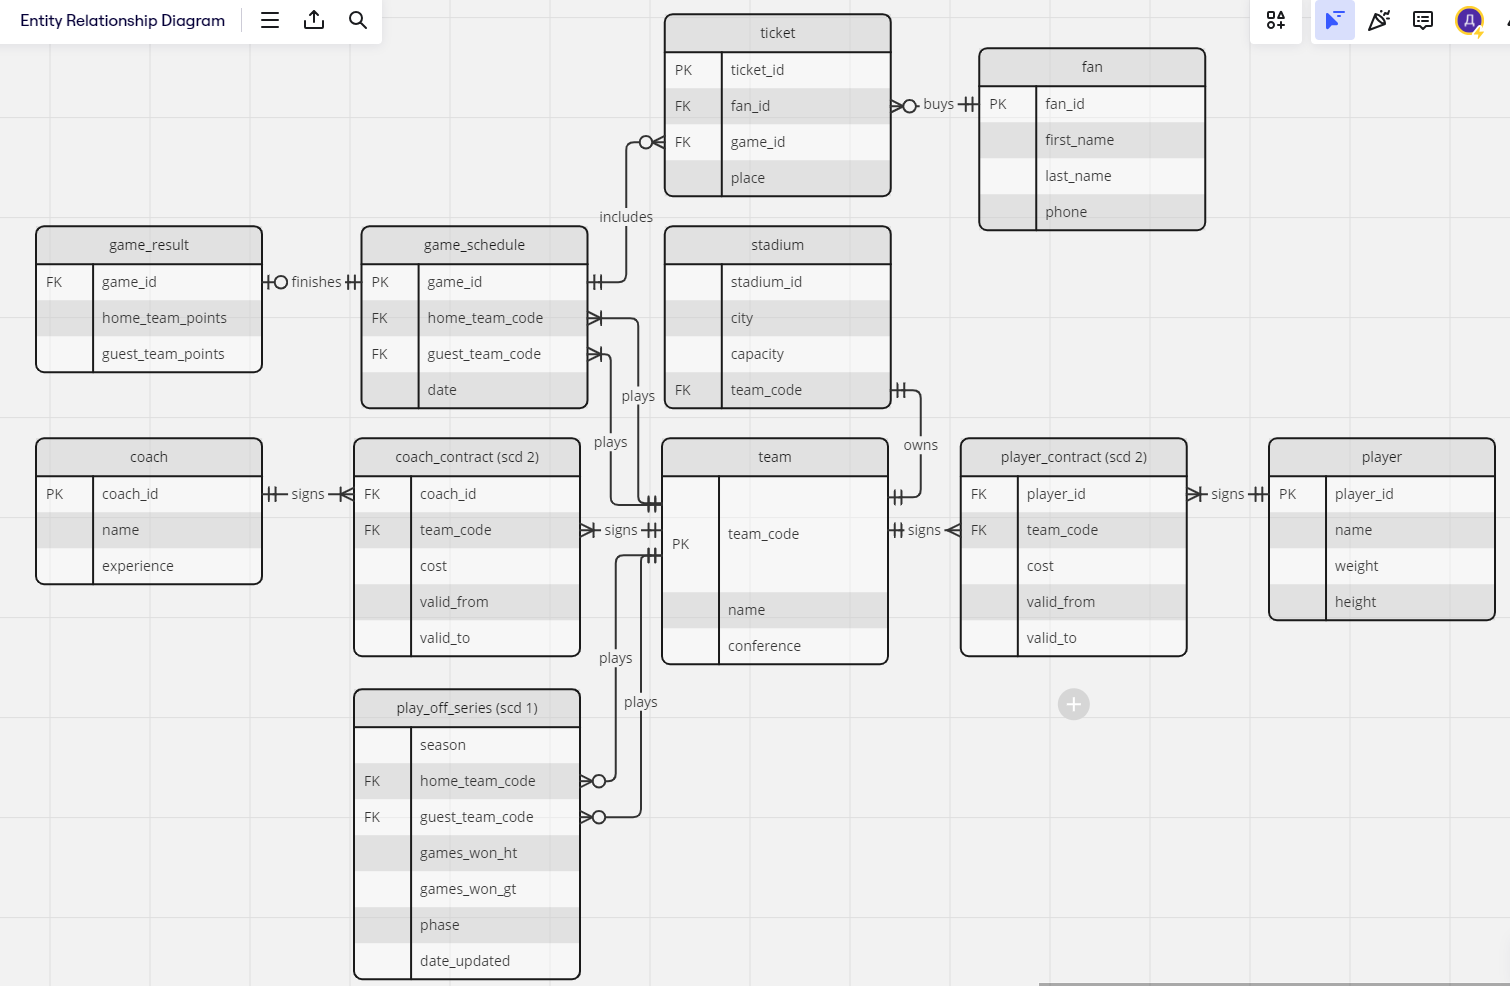 Entity Relationship Diagram
Д
ticket
PK ticket_id
FK fan_id
FK game_id
place
buys
fan
PK fan_id
first_name
last_name
phone
includes
game_result
FK game_id
home_team_points
guest_team_points
finishes
game_schedule
PK game_id
FK home_team_code
FK guest_team_code
date
stadium
stadium_id
city
capacity
FK team_code
plays
plays
owns
coach
PK coach_id
name
experience
signs
coach_contract (scd 2)
FK coach_id
FK team_code
cost
valid_from
valid_to
signs
team
PK team_code
name
conference
signs
player_contract (scd 2)
FK player_id
FK team_code
cost
valid_from
valid_to
signs
player
PK player_id
name
weight
height
plays
plays
play_off_series (scd 1)
season
FK home_team_code
FK guest_team_code
games_won_ht
games_won_gt
phase
date_updated